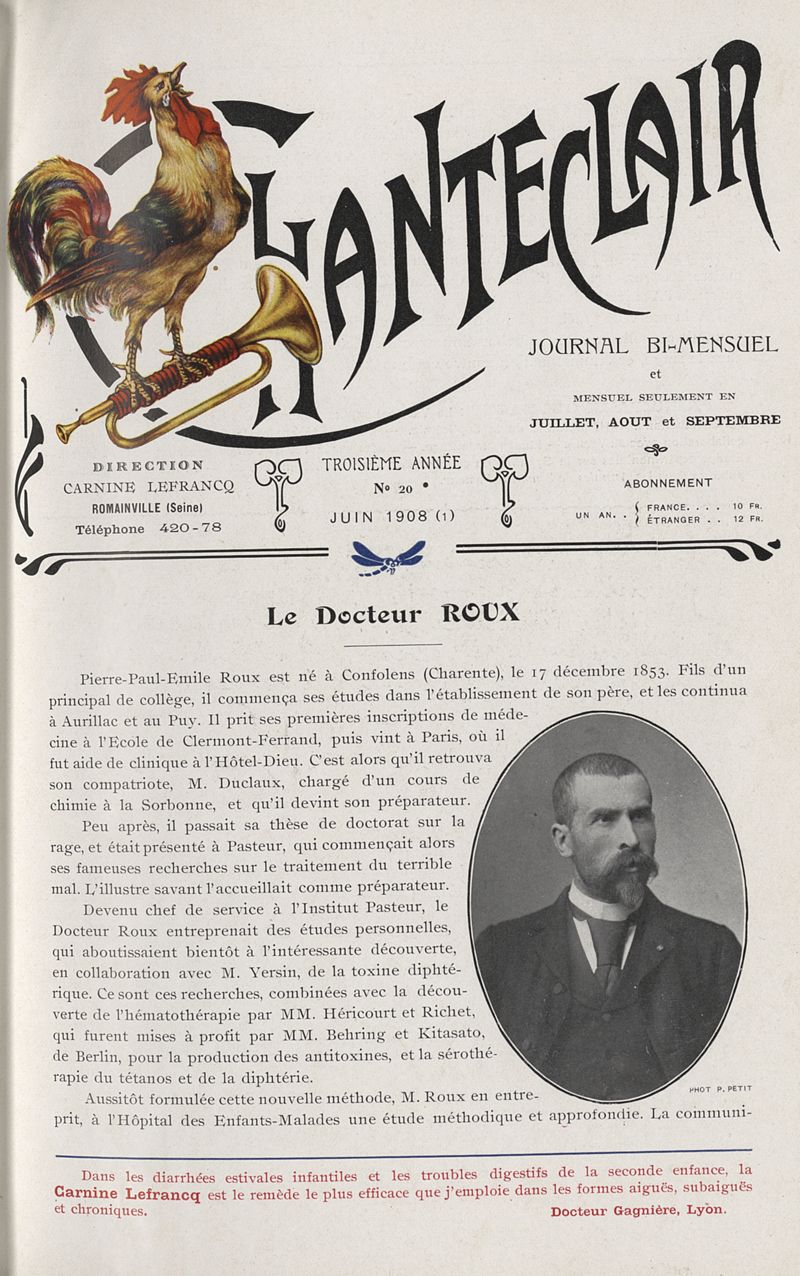 CHANTECLAIR
JOURNAL BI-MENSUEL
et
MENSUEL SEULEMENT EN
JUILLET, AOUT et SEPTEMBRE
DIRECTION
CARNINE LEFRANCQ
ROMAINVILLE (Seine)
Téléphone 420-78
TROISIÈME ANNÉE
No 20 *
JUIN 1908 (1)
ABONNEMENT
UN AN. . { FRANCE. . . . 10 FR.
ÉTRANGER . . 12 FR.
Le Docteur ROUX
Pierre-Paul-Emile Roux est né à Confolens (Charente), le 17 décembre 1853. Fils d'un
principal de collège, il commença ses études dans l'établissement de son père, et les continua
à Aurillac et au Puy. Il prit ses premières inscriptions de méde-
cine à l'Ecole de Clermont-Ferrand, puis vint à Paris, où il
fut aide de clinique à l'Hôtel-Dieu. C'est alors qu'il retrouva
son compatriote, M. Duclaux, chargé d'un cours de
chimie à la Sorbonne, et qu'il devint son préparateur.
Peu après, il passait sa thèse de doctorat sur la
rage, et était présenté à Pasteur, qui commençait alors
ses fameuses recherches sur le traitement du terrible
mal. L'illustre savant l'accueillait comme préparateur.
Devenu chef de service à l'Institut Pasteur, le
Docteur Roux entreprenait des études personnelles,
qui aboutissaient bientôt à l'intéressante découverte,
en collaboration avec M. Yersin, de la toxine diphté-
rique. Ce sont ces recherches, combinées avec la décou-
verte de l'hématothérapie par MM. Héricourt et Richet,
qui furent mises à profit par MM. Behring et Kitasato,
de Berlin, pour la production des antitoxines, et la sérothé-
rapie du tétanos et de la diphtérie.
Aussitôt formulée cette nouvelle méthode, M. Roux en entre-
prit, à l'Hôpital des Enfants-Malades une étude méthodique et approfondie. La communi-
PHOT P. PETIT
Dans les diarrhées estivales infantiles et les troubles digestifs de la seconde enfance, la
Carnine Lefrancq est le remède le plus efficace que j'emploie dans les formes aiguës, subaiguës
et chroniques.
Docteur Gagnière, Lyon.